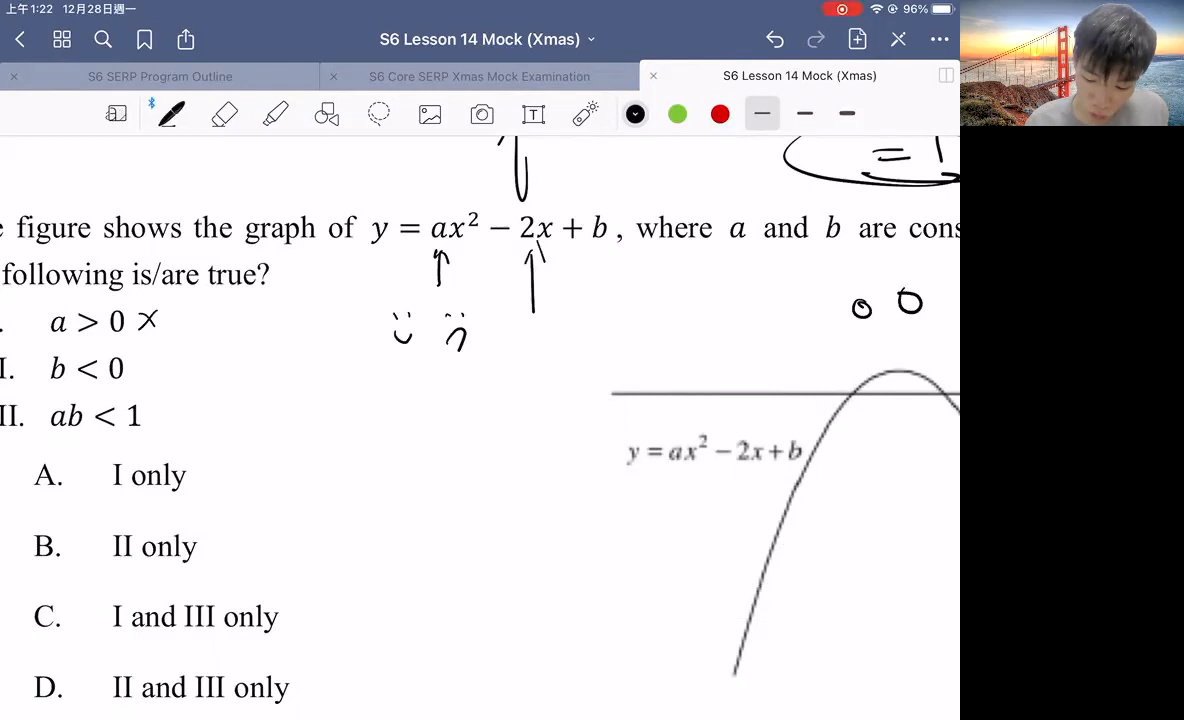 上午1:22 12月28日週一
96%
S6 Lesson 14 Mock (Xmas)
S6 SERP Program Outline
S6 Core SERP Xmas Mock Examination
S6 Lesson 14 Mock (Xmas)
= 1
figure shows the graph of y = ax² − 2x + b, where a and b are cons
following is/are true?
a > 0 ×
I. b < 0
II. ab < 1
y = ax² − 2x + b
A. I only
B. II only
C. I and III only
D. II and III only